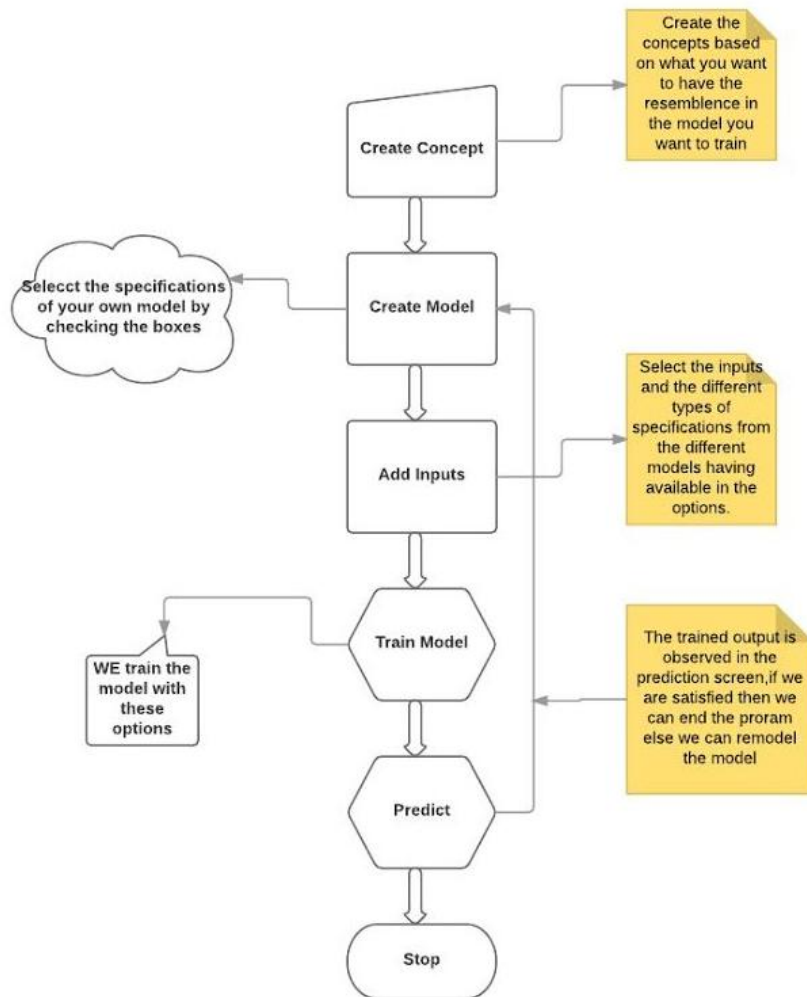 Create the
concepts based
on what you want
to have the
resemblence in
the model you
want to train
Create Concept
Selecct the specifications
of your own model by
checking the boxes
Create Model
Select the inputs
and the different
types of
specifications from
the different
models having
available in the
options.
Add Inputs
Train Model
WE train the
model with
these
options
The trained output is
observed in the
prediction screen,if we
are satisfied then we
can end the proram
else we can remodel
the model
Predict
Stop